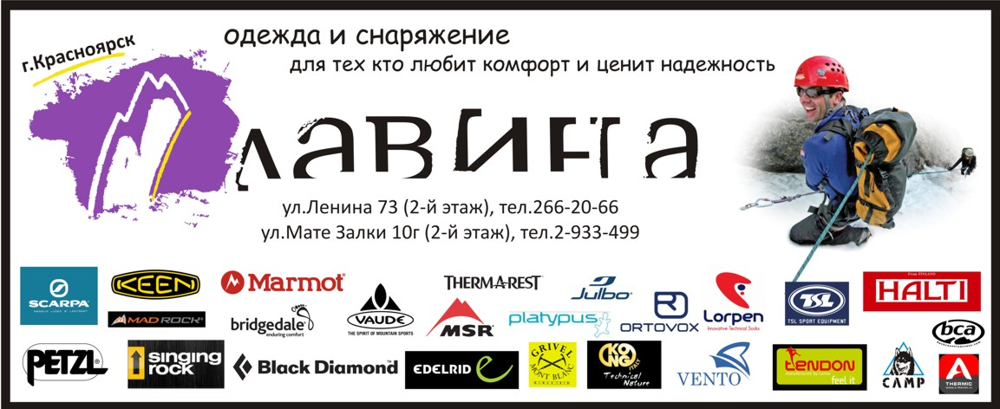 г.Красноярск
одежда и снаряжение
для тех кто любит комфорт и ценит надежность
лавина
ул.Ленина 73 (2-й этаж), тел.266-20-66
ул.Мате Залки 10г (2-й этаж), тел.2-933-499
SCARPA
KEEN
MAD ROCK
Marmot
bridgedale
enduring comfort
VAUDE
THE SPIRIT OF MOUNTAIN SPORTS
THERMAREST
MSR
platypus
Julbo
ORTOVOX
Lorpen
Innovative Technical Socks
TSL
TSL SPORT EQUIPMENT
From FINLAND
HALTI
bca
PETZL
singing
rock
Black Diamond
EDELRID
GRIVEL
MONT BLANC
KONG
ITALY
Technical
Nature
VENTO
TENDON
feel it
CAMP
THERMIC